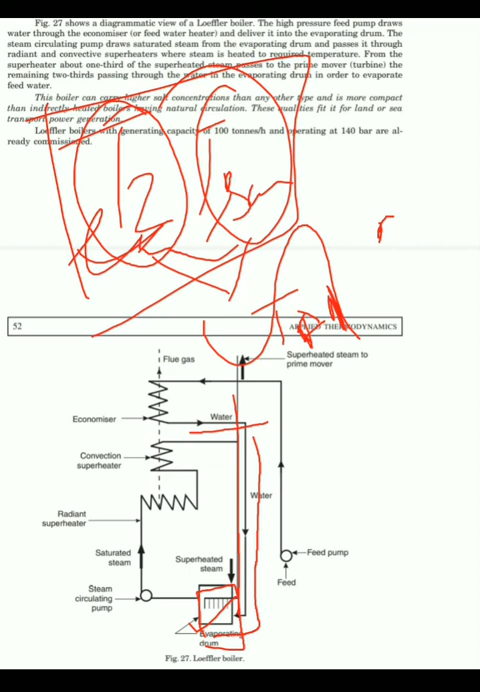 Fig. 27 shows a diagrammatic view of a Loeffler boiler. The high pressure feed pump draws
water through the economiser (or feed water heater) and deliver it into the evaporating drum. The
steam circulating pump draws saturated steam from the evaporating drum and passes it through
radiant and convective superheaters where steam is heated to required temperature. From the
superheater about one-third of the superheated steam passes to the prime mover (turbine) the
remaining two-thirds passing through the water in the evaporating drum in order to evaporate
feed water.
This boiler can carry higher salt concentrations than any other type and is more compact
than indirectly heated boilers having natural circulation. These qualities fit it for land or sea
transport power generation.
Loeffler boilers with generating capacity of 100 tonnes/h and operating at 140 bar are al-
ready commissioned.
52
APPLIED THERMODYNAMICS
Flue gas
Superheated steam to
prime mover
Economiser
Water
Convection
superheater
Water
Radiant
superheater
Saturated
steam
Superheated
steam
Feed pump
Feed
Steam
circulating
pump
Evaporating
drum
Fig. 27. Loeffler boiler.